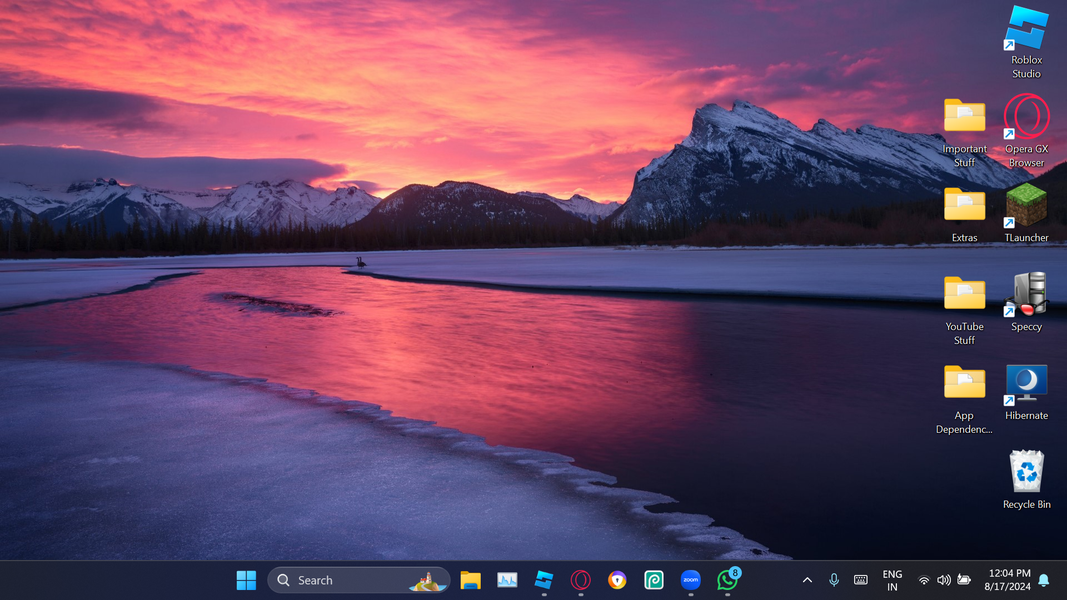 Roblox
Studio
Important
Stuff
Opera GX
Browser
Extras
TLauncher
YouTube
Stuff
Speccy
App
Dependenc...
Hibernate
Recycle Bin
Search
zoom
8
ENG
IN
12:04 PM
8/17/2024